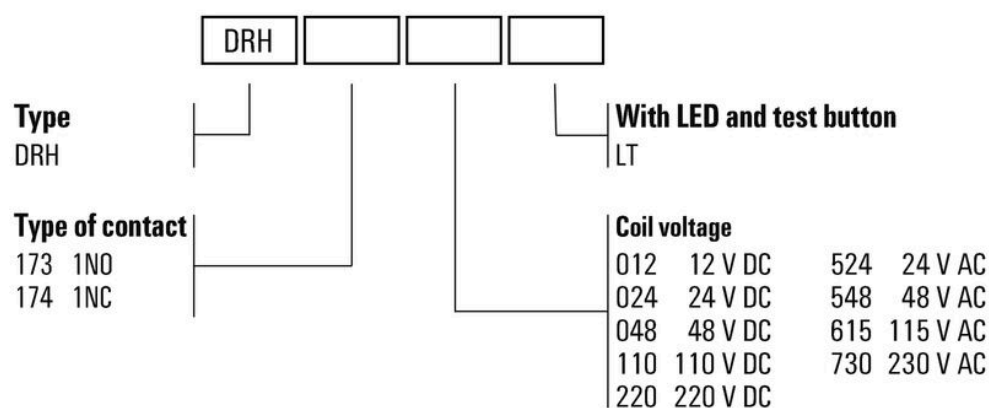 DRH
Type
DRH
With LED and test button
LT
Type of contact
173 1NO
174 1NC
Coil voltage
012 12 V DC 524 24 V AC
024 24 V DC 548 48 V AC
048 48 V DC 615 115 V AC
110 110 V DC 730 230 V AC
220 220 V DC